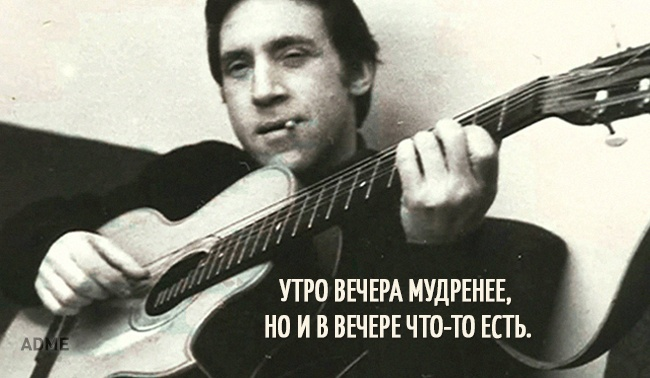 УТРО ВЕЧЕРА МУДРЕНЕЕ,
НО И В ВЕЧЕРЕ ЧТО-ТО ЕСТЬ.
ADME